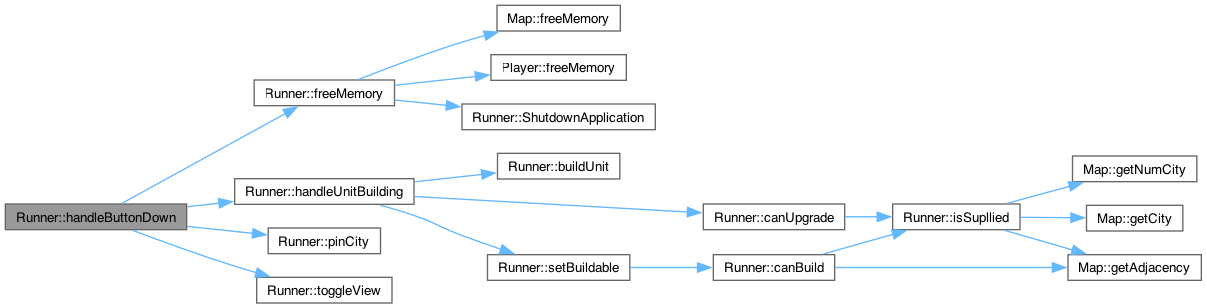 Map::freeMemory
Player::freeMemory
Runner::freeMemory
Runner::ShutdownApplication
Runner::buildUnit
Map::getNumCity
Runner::handleUnitBuilding
Runner::handleButtonDown
Runner::canUpgrade
Runner::isSupllied
Map::getCity
Runner::pinCity
Runner::setBuildable
Runner::canBuild
Map::getAdjacency
Runner::toggleView